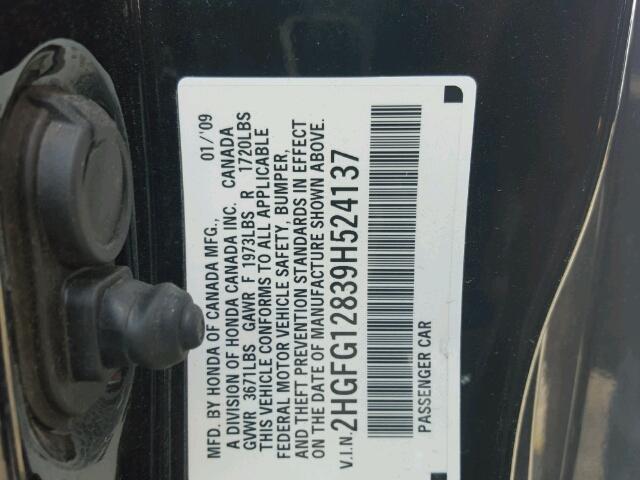 MFD. BY HONDA OF CANADA MFG., 01/'09
A DIVISION OF HONDA CANADA INC. CANADA
GVWR 3671LBS GAWR F 1973LBS R 1720LBS
THIS VEHICLE CONFORMS TO ALL APPLICABLE
FEDERAL MOTOR VEHICLE SAFETY, BUMPER,
AND THEFT PREVENTION STANDARDS IN EFFECT
ON THE DATE OF MANUFACTURE SHOWN ABOVE.
V.I.N. 2HGFG12839H524137
PASSENGER CAR